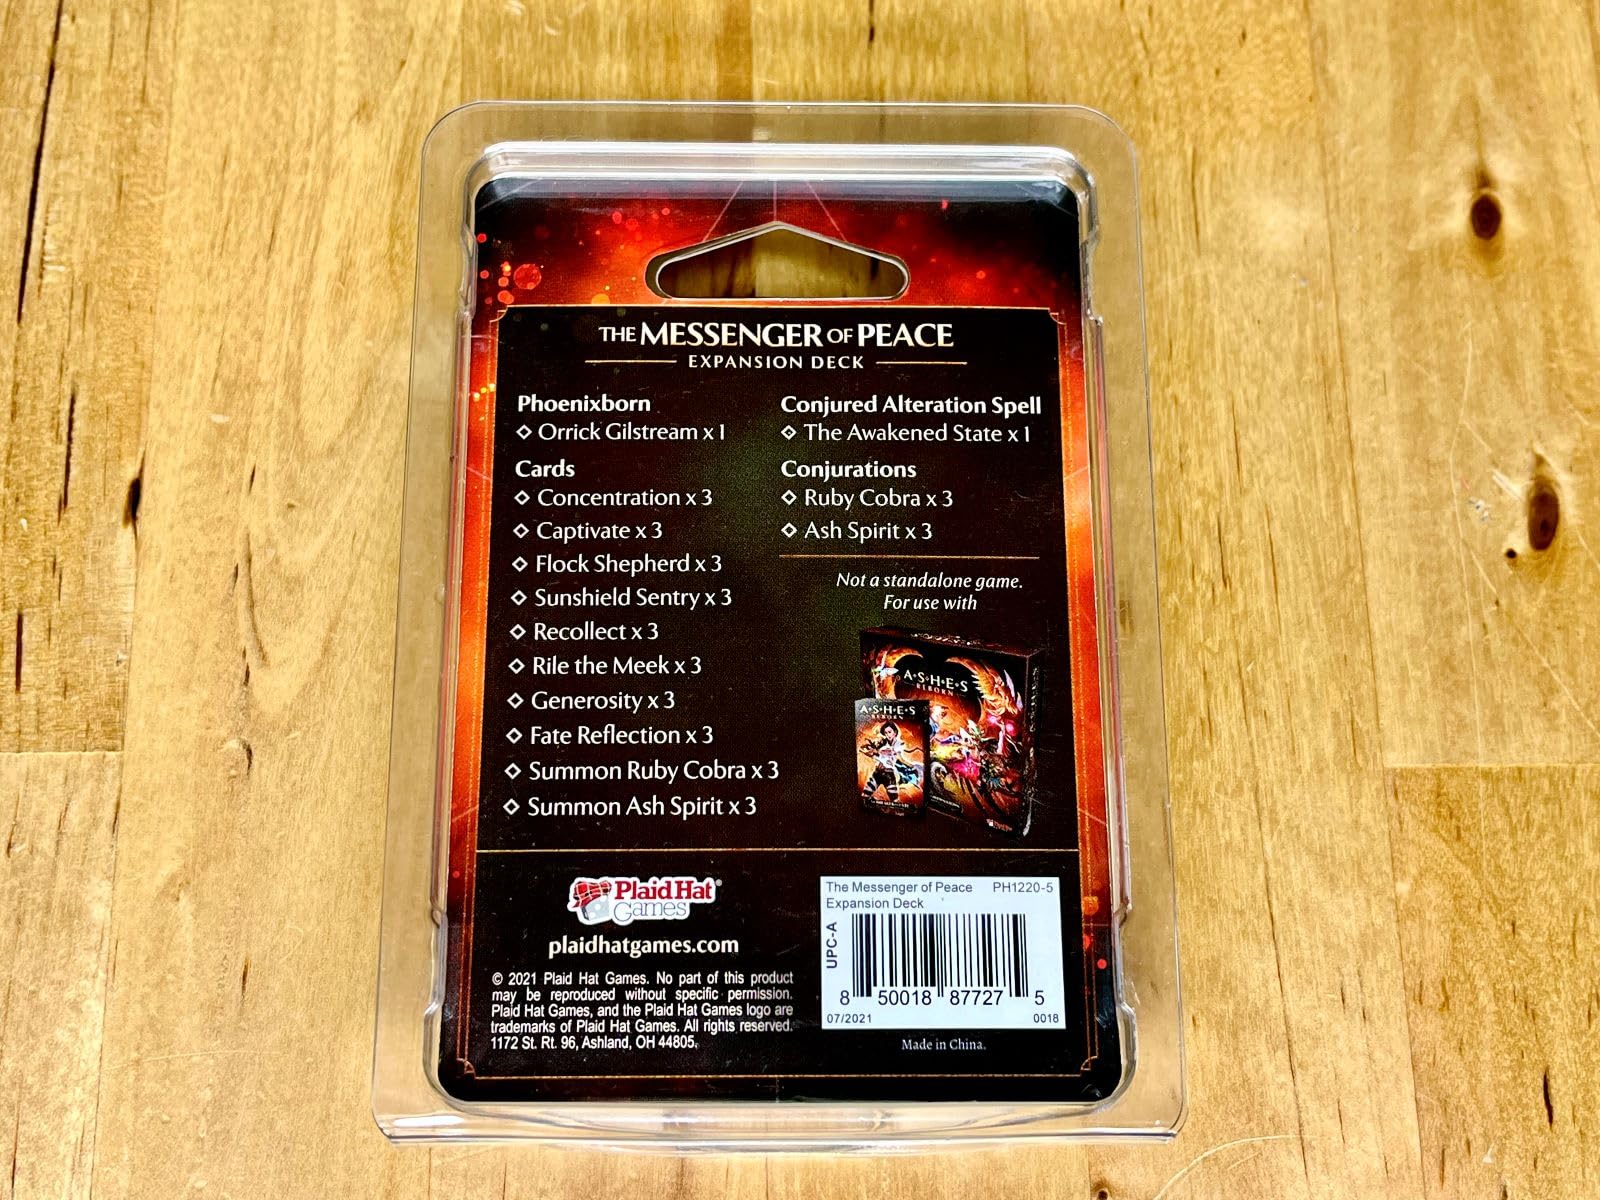 THE MESSENGER OF PEACE
EXPANSION DECK
Phoenixborn
Orrick Gilstream x 1
Cards
Concentration x 3
Captivate x 3
Flock Shepherd x 3
Sunshield Sentry x 3
Recollect x 3
Rile the Meek x 3
Generosity x 3
Fate Reflection x 3
Summon Ruby Cobra x 3
Summon Ash Spirit x 3
Conjured Alteration Spell
The Awakened State x 1
Conjurations
Ruby Cobra x 3
Ash Spirit x 3
Not a standalone game.
For use with
A·S·H·E·S
REBORN
A·S·H·E·S
REBORN
Plaid Hat®
Games
plaidhatgames.com
© 2021 Plaid Hat Games. No part of this product
may be reproduced without specific permission.
Plaid Hat Games, and the Plaid Hat Games logo are
trademarks of Plaid Hat Games. All rights reserved.
1172 St. Rt. 96, Ashland, OH 44805.
The Messenger of Peace PH1220-5
Expansion Deck
UPC-A
8 50018 87727 5
07/2021 0018
Made in China.